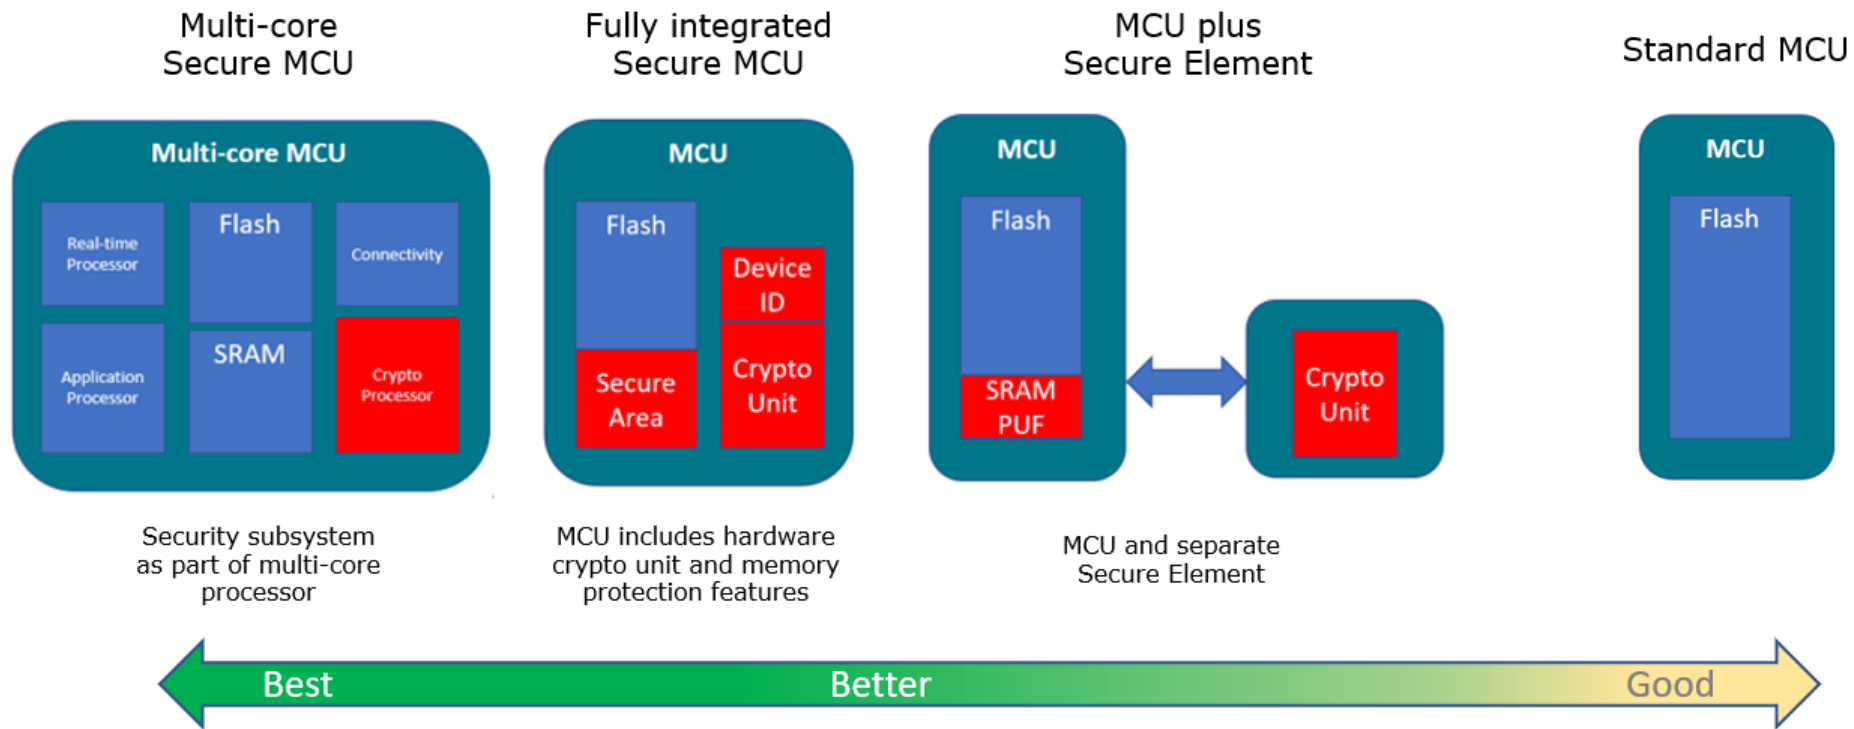 Multi-core
Secure MCU
Fully integrated
Secure MCU
MCU plus
Secure Element
Standard MCU
Multi-core MCU
Real-time
Processor
Flash
Connectivity
Application
Processor
SRAM
Crypto
Processor
MCU
Flash
Device
ID
Secure
Area
Crypto
Unit
MCU
Flash
SRAM
PUF
Crypto
Unit
MCU
Flash
Security subsystem
as part of multi-core
processor
MCU includes hardware
crypto unit and memory
protection features
MCU and separate
Secure Element
Best
Better
Good